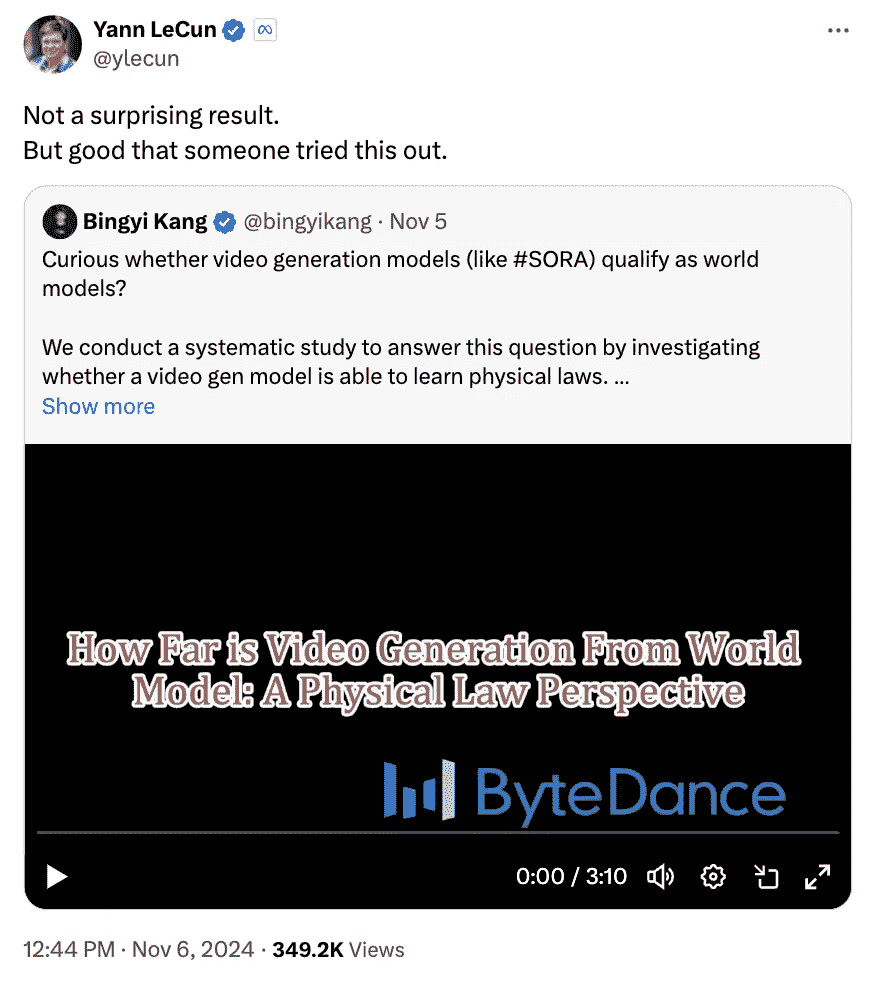 Yann LeCun
@ylecun
Not a surprising result.
But good that someone tried this out.
Bingyi Kang @bingyikang · Nov 5
Curious whether video generation models (like #SORA) qualify as world
models?
We conduct a systematic study to answer this question by investigating
whether a video gen model is able to learn physical laws. ...
Show more
How Far is Video Generation From World
Model: A Physical Law Perspective
ByteDance
0:00 / 3:10
12:44 PM · Nov 6, 2024 · 349.2K Views